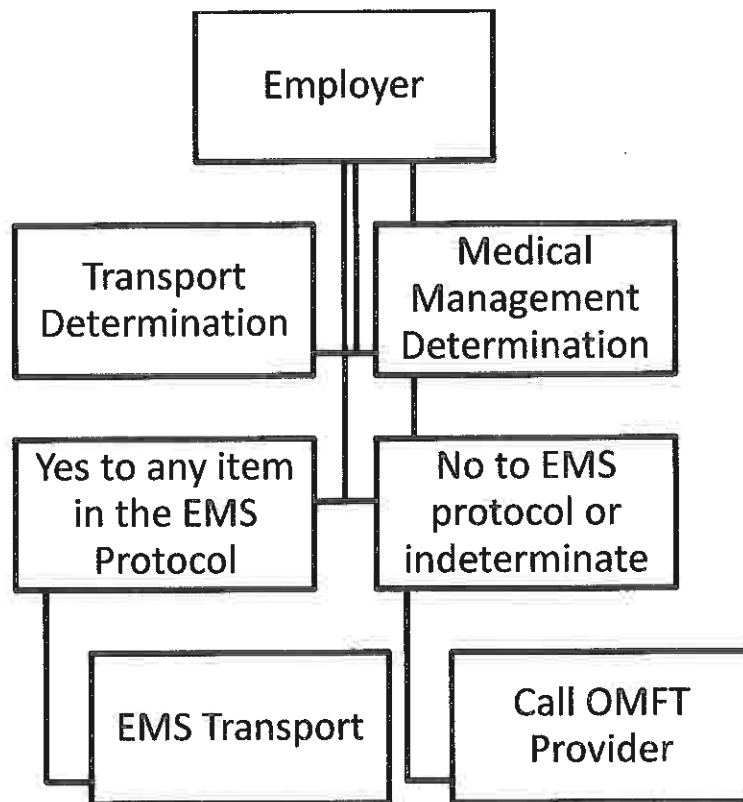 Employer
Transport
Determination
Medical
Management
Determination
Yes to any item
in the EMS
Protocol
No to EMS
protocol or
indeterminate
EMS Transport
Call OMFT
Provider